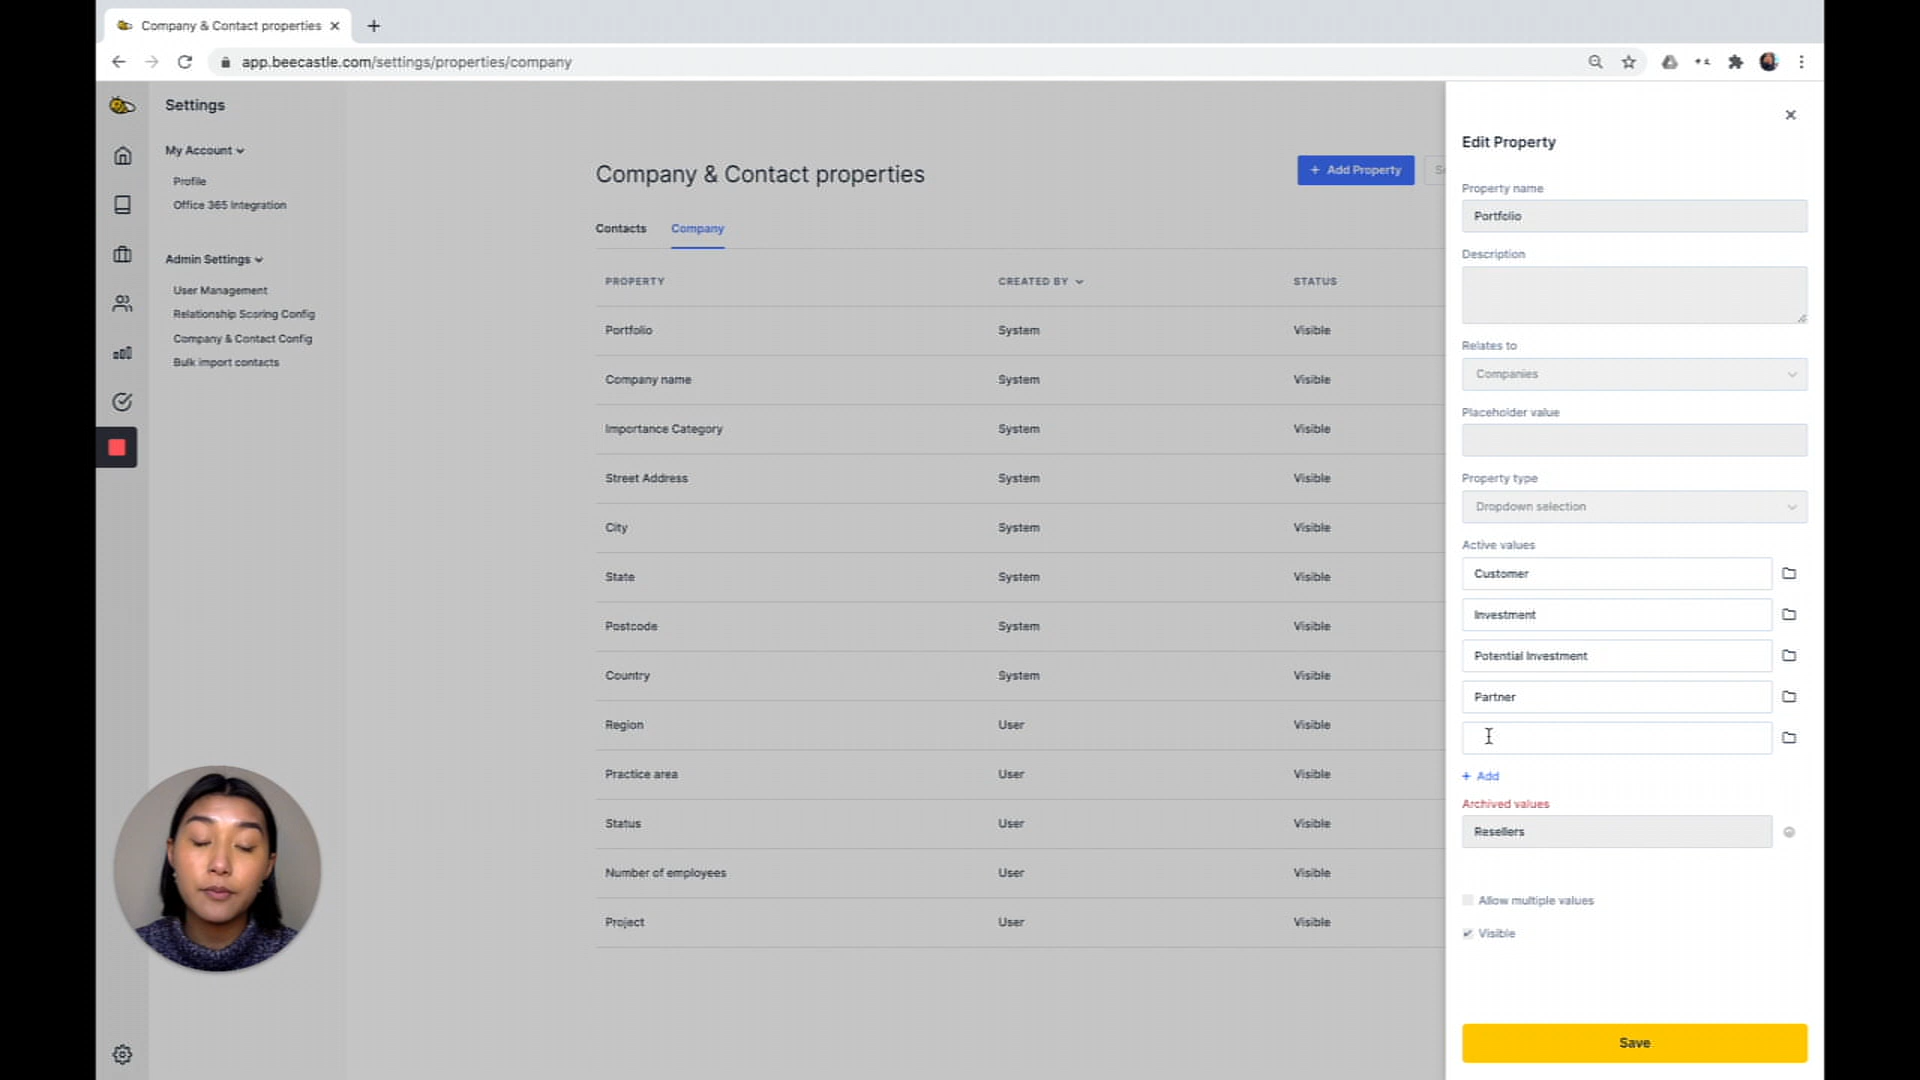 Company & Contact properties
app.beecastle.com/settings/properties/company
Settings
My Account
Profile
Office 365 Integration
Admin Settings
User Management
Relationship Scoring Config
Company & Contact Config
Bulk import contacts
Company & Contact properties
+ Add Property
Contacts Company
PROPERTY CREATED BY STATUS
Portfolio System Visible
Company name System Visible
Importance Category System Visible
Street Address System Visible
City System Visible
State System Visible
Postcode System Visible
Country System Visible
Region User Visible
Practice area User Visible
Status User Visible
Number of employees User Visible
Project User Visible
Edit Property
Property name
Portfolio
Description
Relates to
Companies
Placeholder value
Property type
Dropdown selection
Active values
Customer
Investment
Potential Investment
Partner
+ Add
Archived values
Resellers
Allow multiple values
Visible
Save